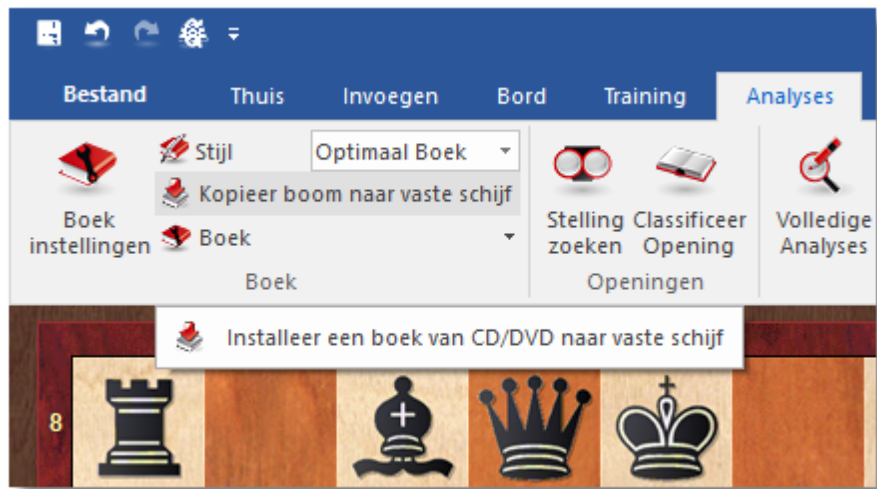 Bestand Thuis Invoegen Bord Training Analyses
Stijl Optimaal Boek
Kopieer boom naar vaste schijf
Boek
Boek
instellingen
Boek
Stelling
zoeken
Classificeer
Opening
Openingen
Volledige
Analyses
Installeer een boek van CD/DVD naar vaste schijf
8